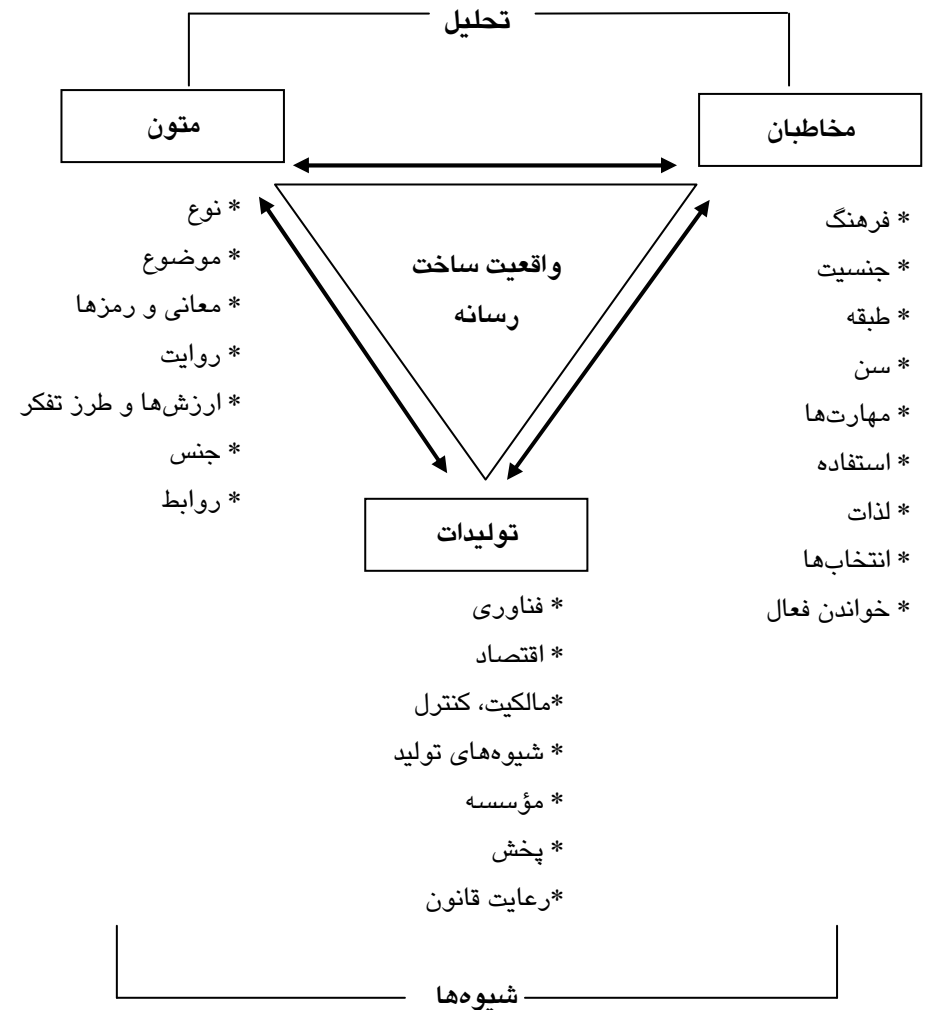 تحلیل
مخاطبان
* فرهنگ
* جنسیت
* طبقه
* سن
* مهارت‌ها
* استفاده
* لذات
* انتخاب‌ها
* خواندن فعال
متون
* نوع
* موضوع
* معانی و رمزها
* روایت
* ارزش‌ها و طرز تفکر
* جنس
* روابط
واقعیت ساخت
رسانه
تولیدات
* فناوری
* اقتصاد
*مالکیت، کنترل
* شیوه‌های تولید
* مؤسسه
* پخش
*رعایت قانون
شیوه‌ها